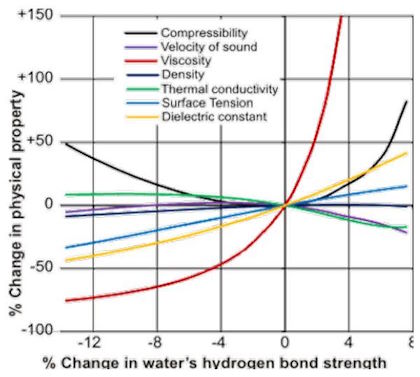 +150
Compressibility
Velocity of sound
Viscosity
Density
Thermal conductivity
Surface Tension
Dielectric constant
+100
+50
0
-50
-100
% Change in physical property
-12 -8 -4 0 4 8
% Change in water's hydrogen bond strength